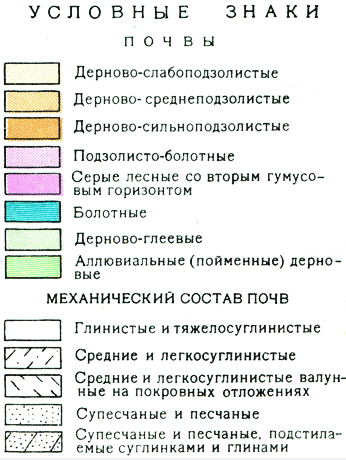 УСЛОВНЫЕ ЗНАКИ
ПОЧВЫ
Дерново-слабоподзолистые
Дерново-среднеподзолистые
Дерново-сильноподзолистые
Подзолисто-болотные
Серые лесные со вторым гумусо-
вым горизонтом
Болотные
Дерново-глеевые
Аллювиальные (пойменные) дерно-
вые
МЕХАНИЧЕСКИЙ СОСТАВ ПОЧВ
Глинистые и тяжелосуглинистые
Средние и легкосуглинистые
Средние и легкосуглинистые валун-
ные на покровных отложениях
Супесчаные и песчаные
Супесчаные и песчаные, подстила-
емые суглинками и глинами